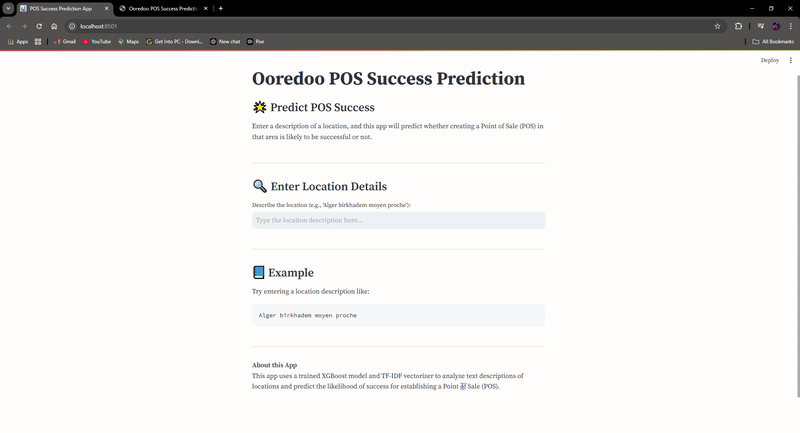 POS Success Prediction App
Ooredoo POS Success Predicti
localhost:8501
Apps
Gmail
YouTube
Maps
Get Into PC - Downl...
New chat
Poe
All Bookmarks
Deploy
Ooredoo POS Success Prediction
Predict POS Success
Enter a description of a location, and this app will predict whether creating a Point of Sale (POS) in
that area is likely to be successful or not.
Enter Location Details
Describe the location (e.g., 'Alger birkhadem moyen proche'):
Type the location description here...
Example
Try entering a location description like:
Alger birkhadem moyen proche
About this App
This app uses a trained XGBoost model and TF-IDF vectorizer to analyze text descriptions of
locations and predict the likelihood of success for establishing a Point of Sale (POS).